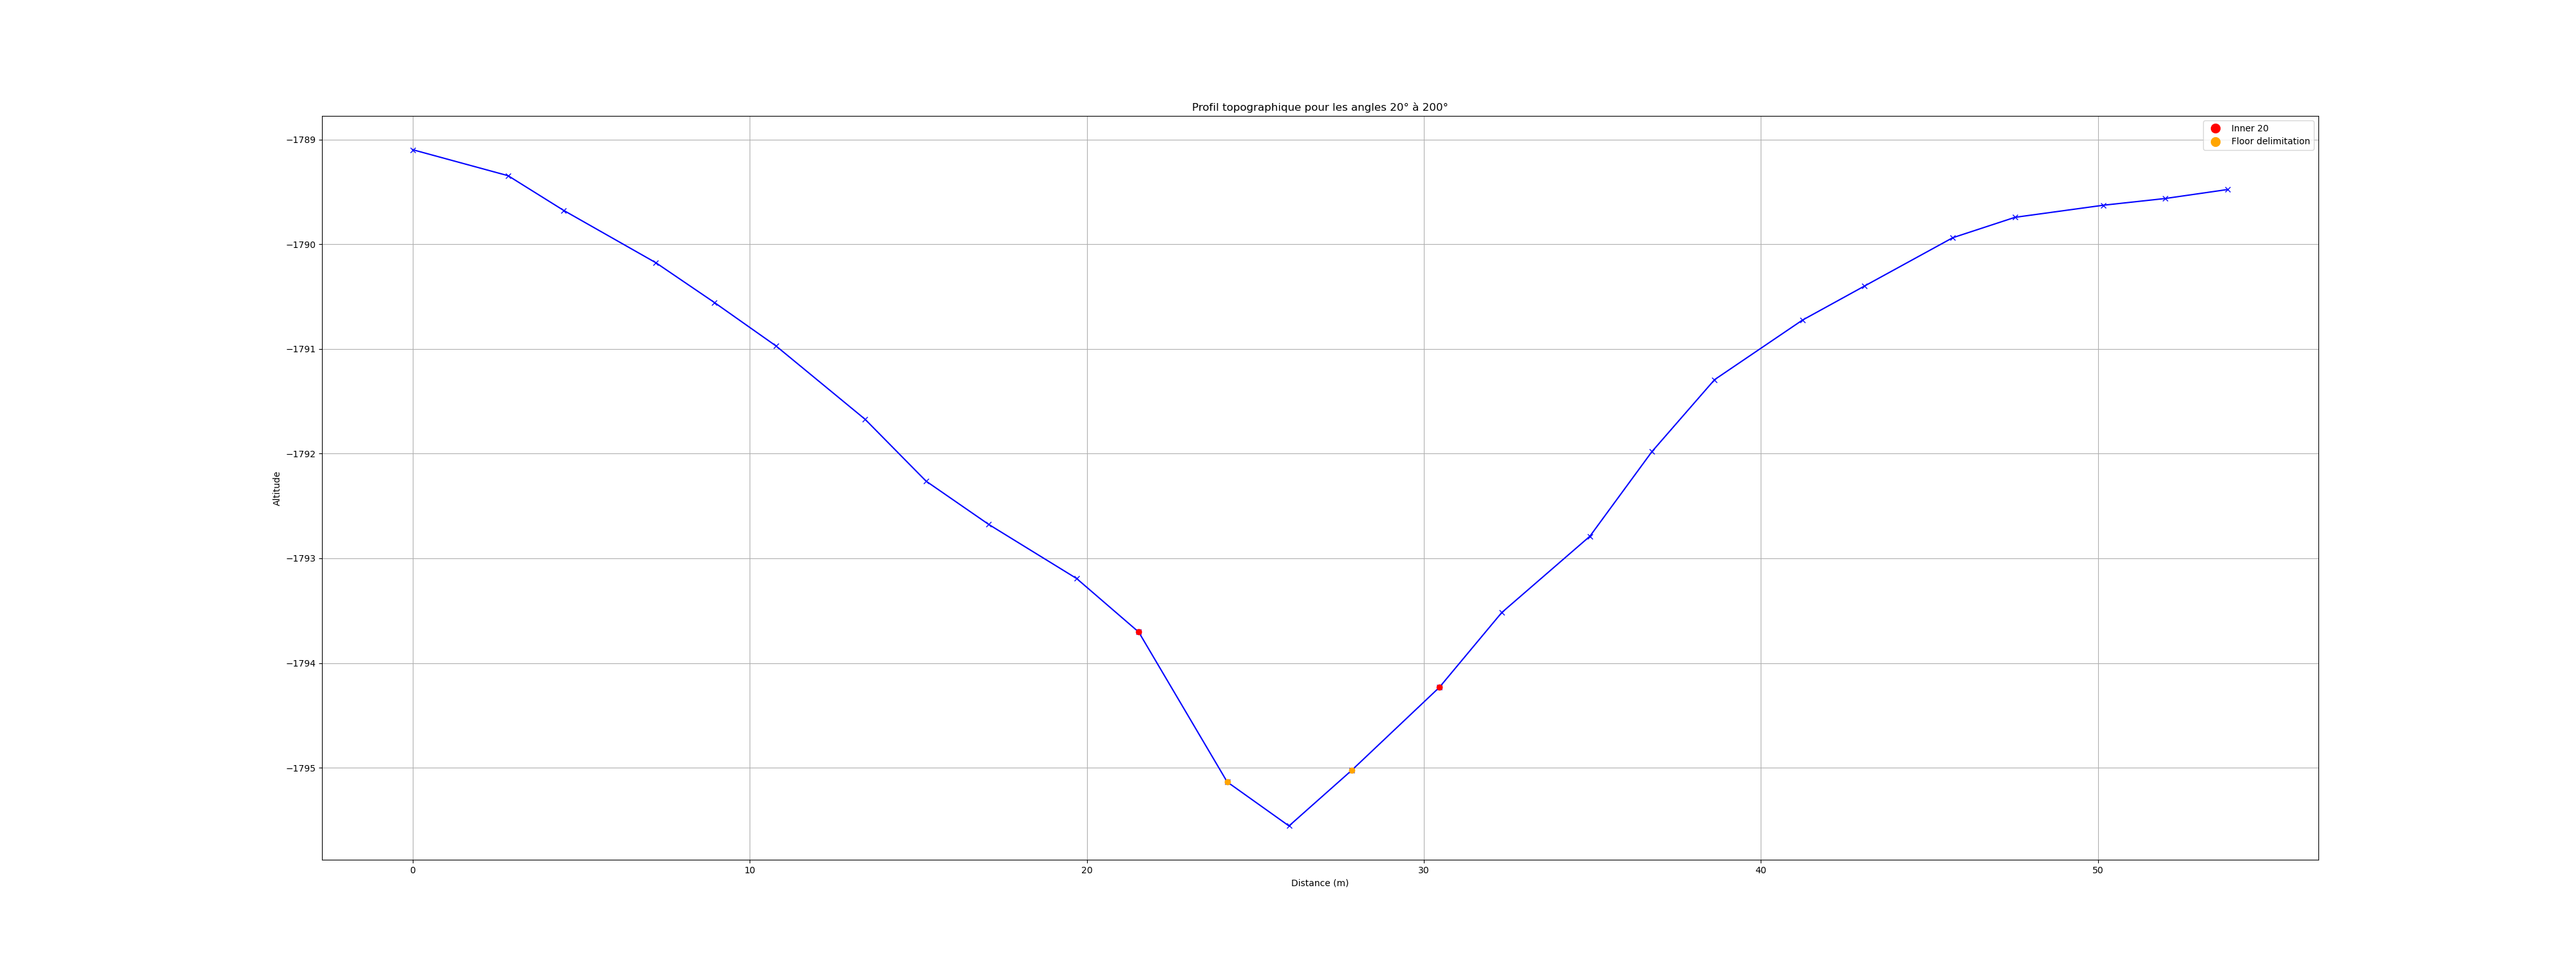 Profil topographique pour les angles 20° à 200°
Inner 20
Floor delimitation
−1789
−1790
−1791
−1792
−1793
−1794
−1795
Altitude
0 10 20 30 40 50
Distance (m)